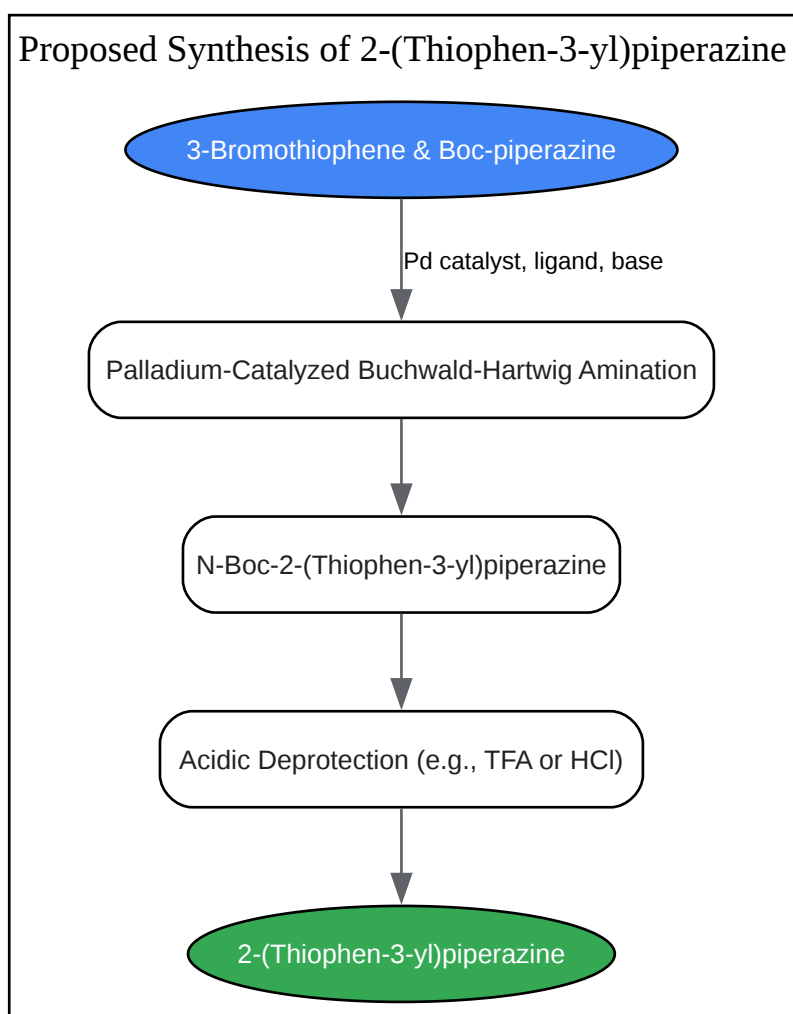 Proposed Synthesis of 2-(Thiophen-3-yl)piperazine
3-Bromothiophene & Boc-piperazine
Pd catalyst, ligand, base
Palladium-Catalyzed Buchwald-Hartwig Amination
N-Boc-2-(Thiophen-3-yl)piperazine
Acidic Deprotection (e.g., TFA or HCl)
2-(Thiophen-3-yl)piperazine